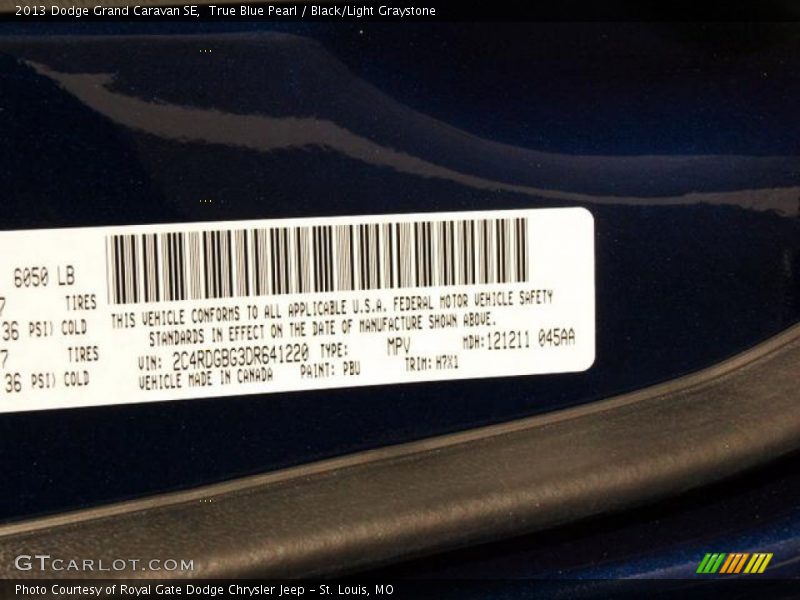 2013 Dodge Grand Caravan SE,  True Blue Pearl / Black/Light Graystone
6050 LB
7 TIRES
36 PSI) COLD
7 TIRES
36 PSI) COLD
THIS VEHICLE CONFORMS TO ALL APPLICABLE U.S.A. FEDERAL MOTOR VEHICLE SAFETY
STANDARDS IN EFFECT ON THE DATE OF MANUFACTURE SHOWN ABOVE.
VIN: 2C4RDGBG3DR641220 TYPE: MPV MDH:121211 045AA
VEHICLE MADE IN CANADA PAINT: PBU TRIM: H7X1
GTCARLOT.COM
Photo Courtesy of Royal Gate Dodge Chrysler Jeep - St. Louis, MO